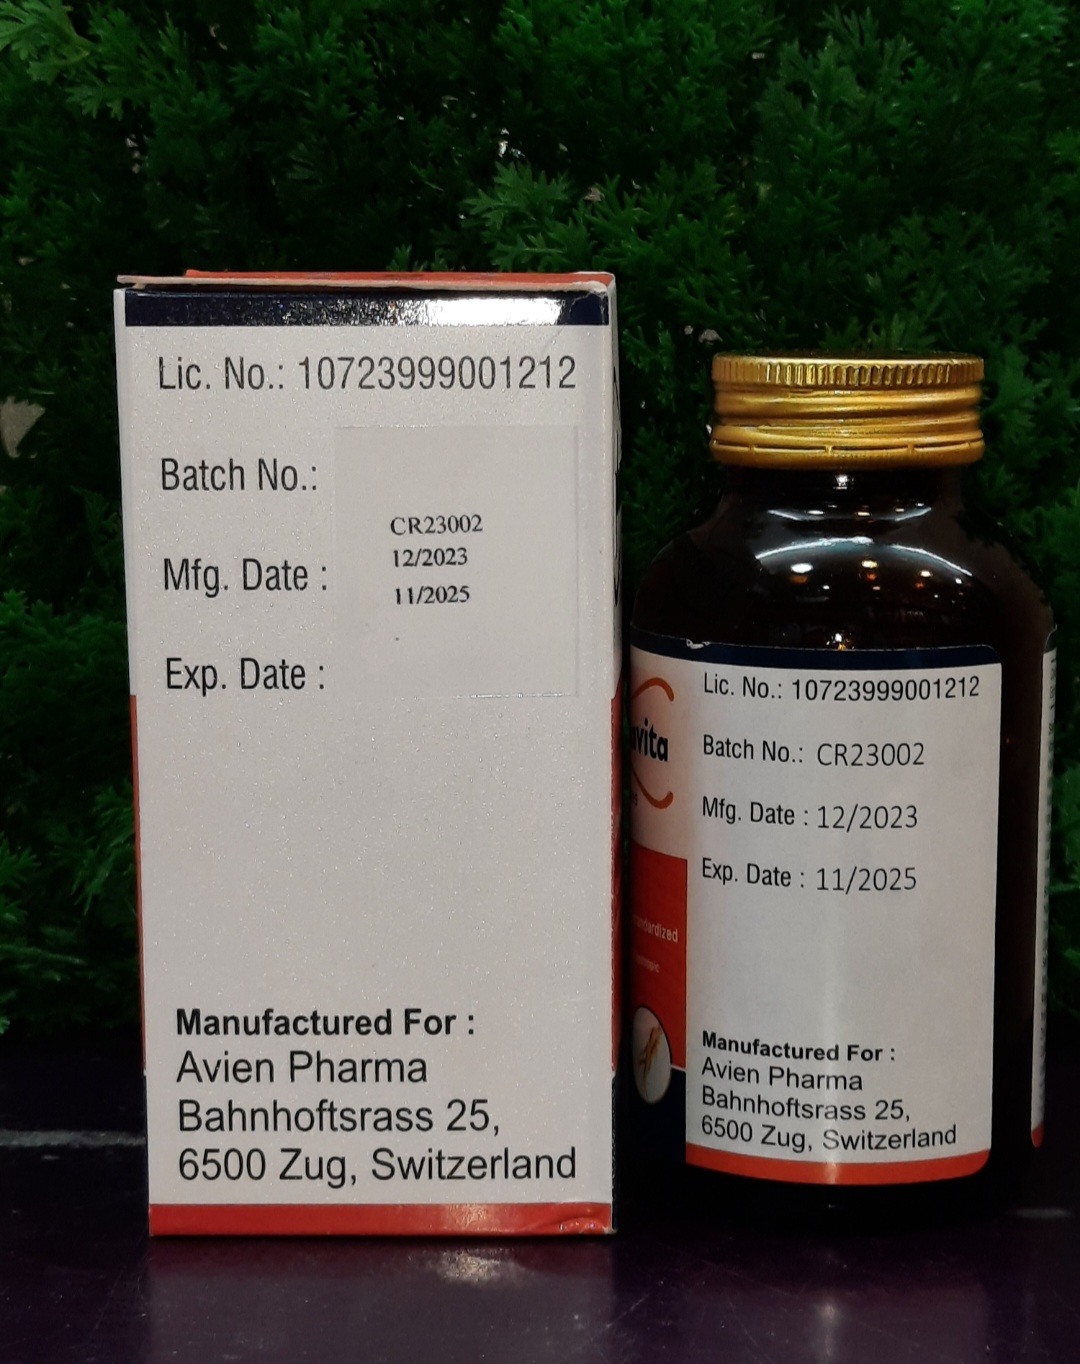 Lic. No.: 10723999001212
Batch No.:
CR23002
Mfg. Date :
12/2023
11/2025
Exp. Date :
Manufactured For :
Avien Pharma
Bahnhoftsrass 25,
6500 Zug, Switzerland
Lic. No.: 10723999001212
Batch No.: CR23002
Mfg. Date : 12/2023
Exp. Date : 11/2025
Manufactured For :
Avien Pharma
Bahnhoftsrass 25,
6500 Zug, Switzerland